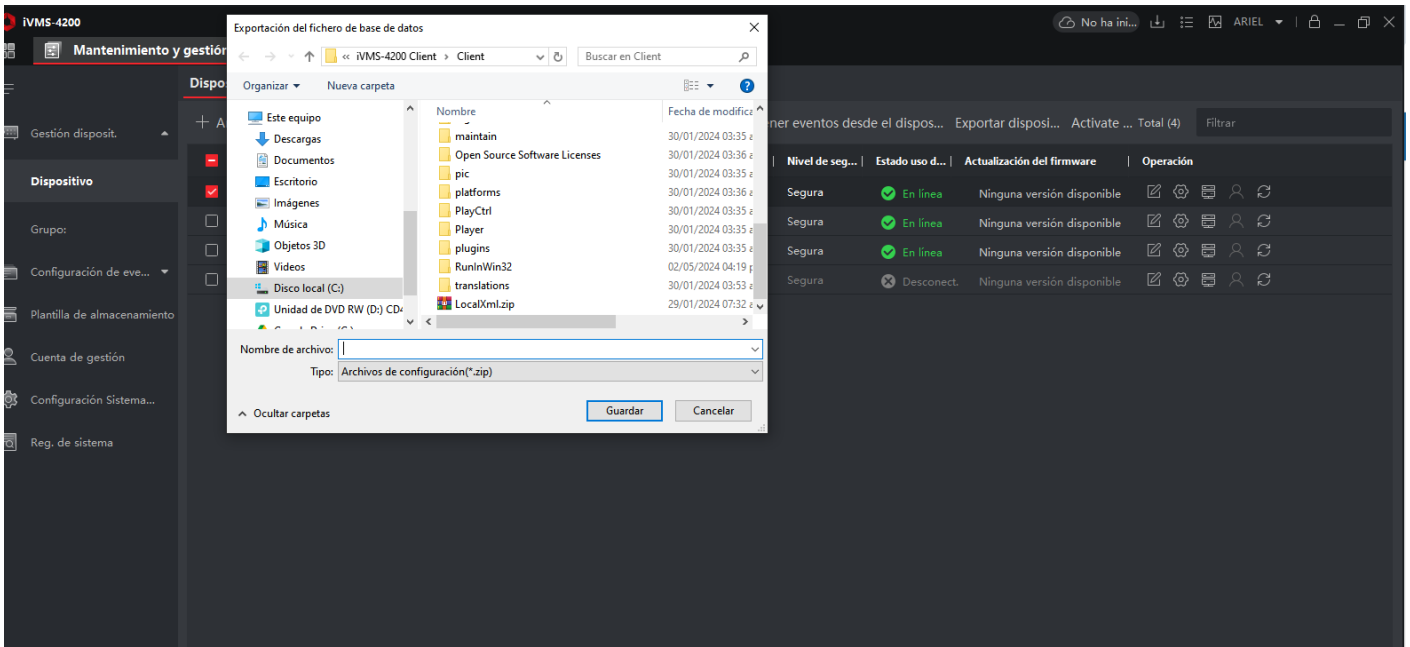 iVMS-4200
No ha ini...
ARIEL
Mantenimiento y gestión
Exportación del fichero de base de datos
« iVMS-4200 Client › Client
Buscar en Client
Organizar
Nueva carpeta
Este equipo
Descargas
Documentos
Escritorio
Imágenes
Música
Objetos 3D
Videos
Disco local (C:)
Unidad de DVD RW (D:) CD4
Nombre
Fecha de modifica
maintain
30/01/2024 03:35 a
Open Source Software Licenses
30/01/2024 03:36 a
pic
30/01/2024 03:35 a
platforms
30/01/2024 03:36 a
PlayCtrl
30/01/2024 03:35 a
Player
30/01/2024 03:35 a
plugins
30/01/2024 03:35 a
RunInWin32
02/05/2024 04:19 p
translations
30/01/2024 03:53 a
LocalXml.zip
29/01/2024 07:32 a
Nombre de archivo:
Tipo: Archivos de configuración(*.zip)
Ocultar carpetas
Guardar
Cancelar
Gestión disposit.
Dispositivo
Grupo:
Configuración de eve...
Plantilla de almacenamiento
Cuenta de gestión
Configuración Sistema...
Reg. de sistema
Dispo
A
ner eventos desde el dispos...
Exportar disposi...
Activate ...
Total (4)
Filtrar
Nivel de seg... | Estado uso d... | Actualización del firmware | Operación
Segura En línea Ninguna versión disponible
Segura En línea Ninguna versión disponible
Segura En línea Ninguna versión disponible
Segura Desconect. Ninguna versión disponible